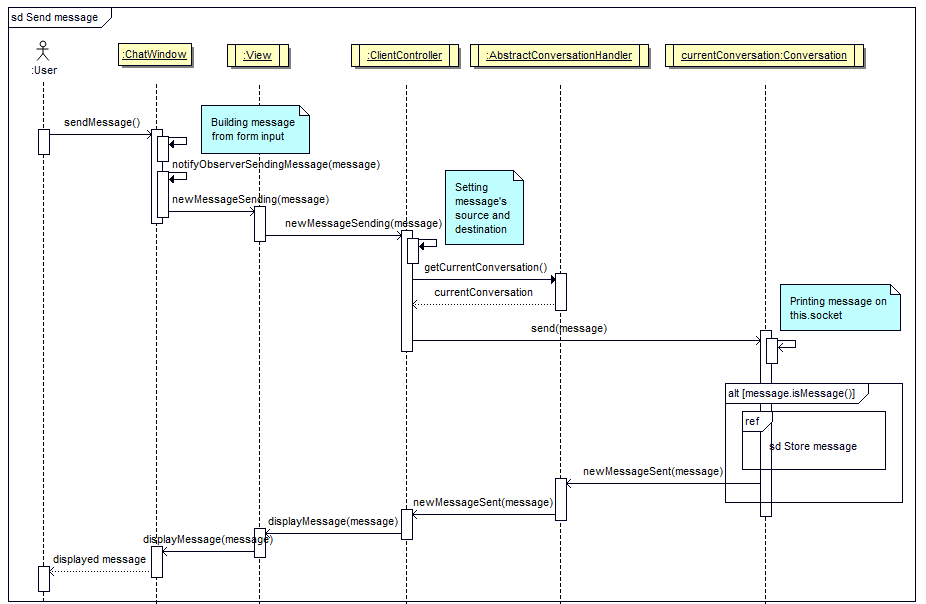 sd Send message
:User
:ChatWindow
:View
:ClientController
:AbstractConversationHandler
currentConversation:Conversation
sendMessage()
Building message
from form input
notifyObserverSendingMessage(message)
newMessageSending(message)
Setting
message's
source and
destination
newMessageSending(message)
getCurrentConversation()
currentConversation
Printing message on
this.socket
send(message)
alt [message.isMessage()]
ref
sd Store message
newMessageSent(message)
newMessageSent(message)
displayMessage(message)
displayMessage(message)
displayed message